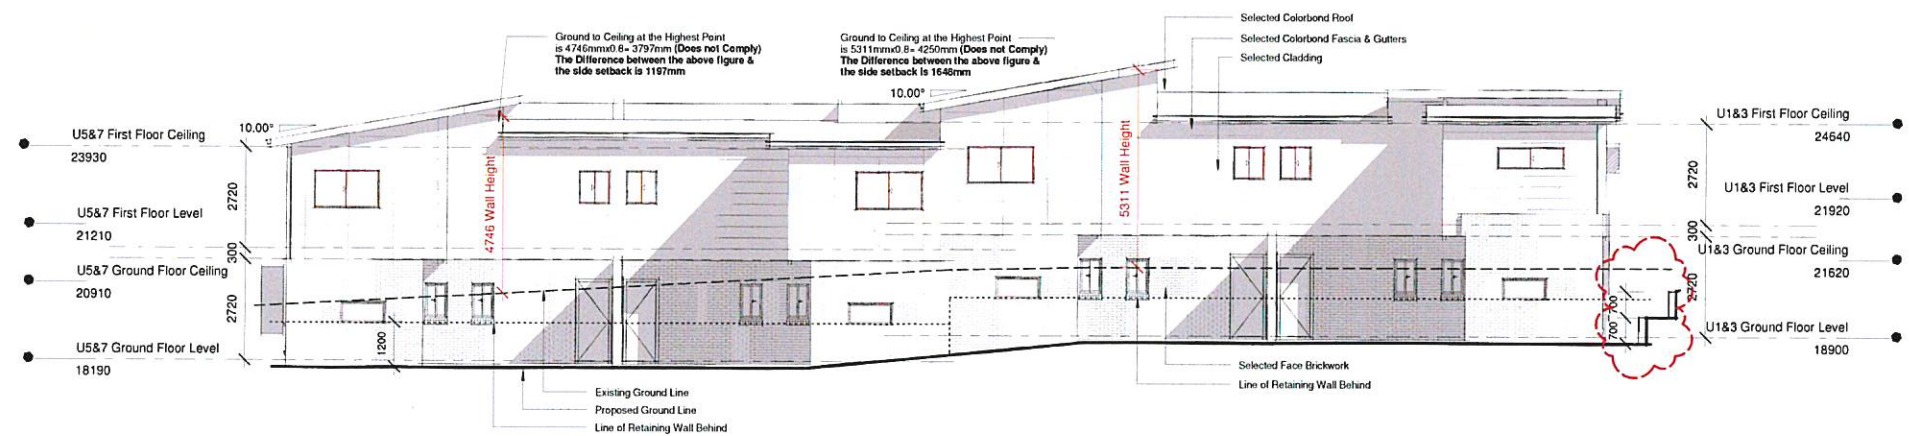 Ground to Ceiling at the Highest Point
is 4746mmx0.8= 3797mm (Does not Comply)
The Difference between the above figure &
the side setback is 1197mm
Ground to Ceiling at the Highest Point
is 5311mmx0.8= 4250mm (Does not Comply)
The Difference between the above figure &
the side setback is 1648mm
Selected Colorbond Roof
Selected Colorbond Fascia & Gutters
Selected Cladding
10.00°
10.00°
U5&7 First Floor Ceiling
23930
2720
U5&7 First Floor Level
21210
300
U5&7 Ground Floor Ceiling
20910
2720
U5&7 Ground Floor Level
18190
1200
4746 Wall Height
5311 Wall Height
U1&3 First Floor Ceiling
24640
2720
U1&3 First Floor Level
21920
300
U1&3 Ground Floor Ceiling
21620
2720
700
700
U1&3 Ground Floor Level
18900
Existing Ground Line
Proposed Ground Line
Line of Retaining Wall Behind
Selected Face Brickwork
Line of Retaining Wall Behind